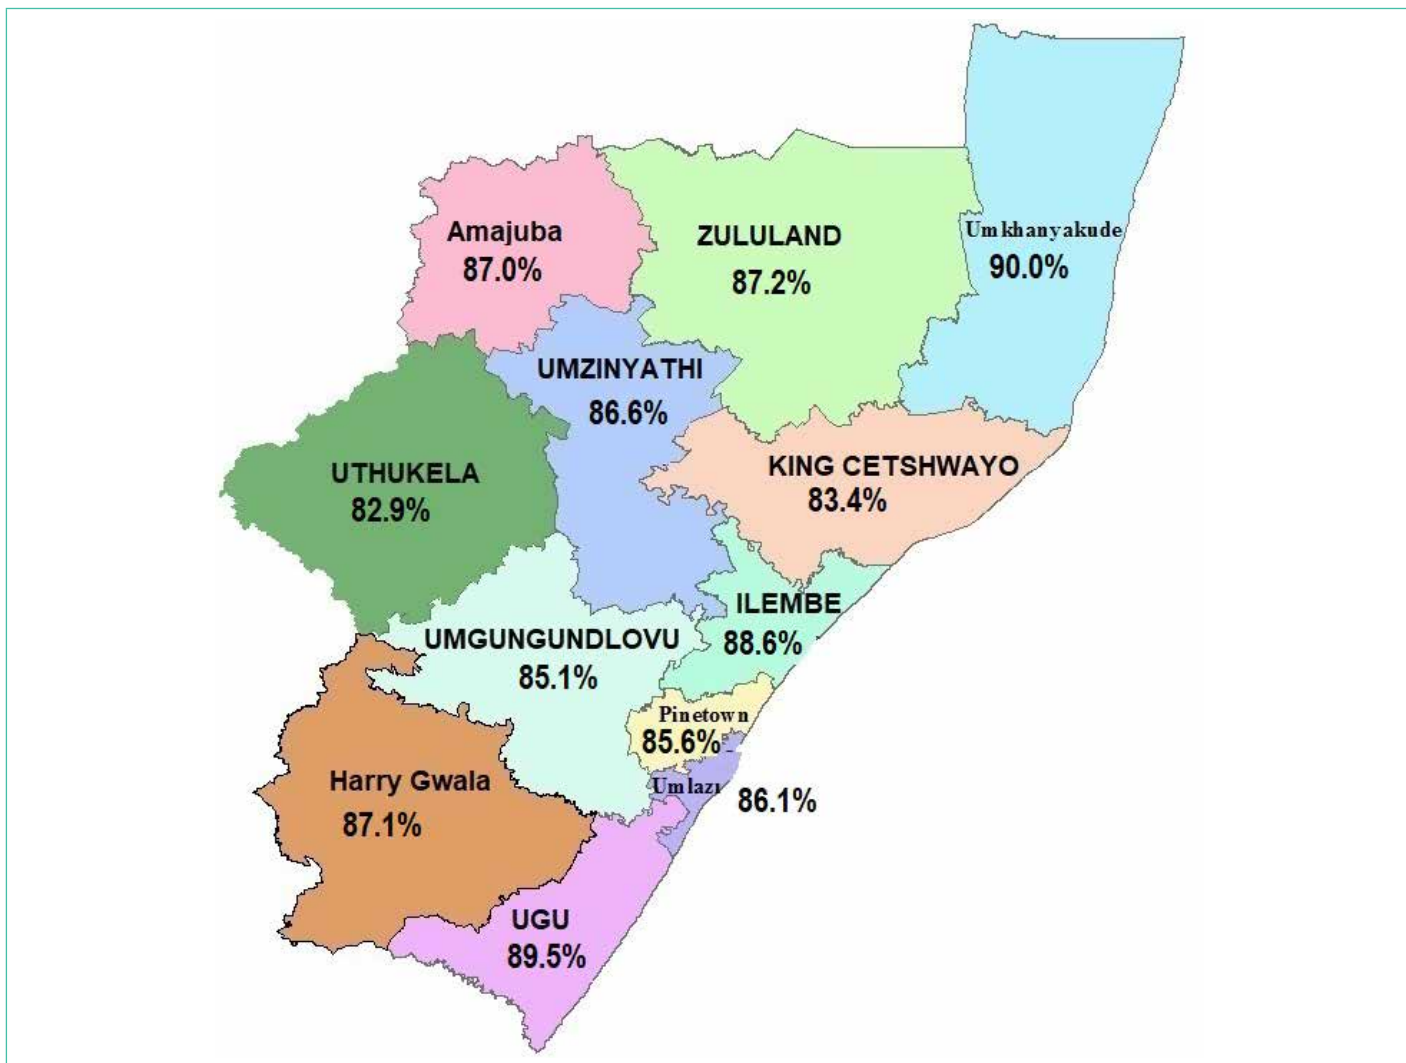 Amajuba
87.0%
ZULULAND
87.2%
Umkhanyakude
90.0%
UMZINYATHI
86.6%
UTHUKELA
82.9%
KING CETSHWAYO
83.4%
ILEMBE
88.6%
UMGUNGUNDLOVU
85.1%
Pinetown
85.6%
Umlazi
86.1%
Harry Gwala
87.1%
UGU
89.5%